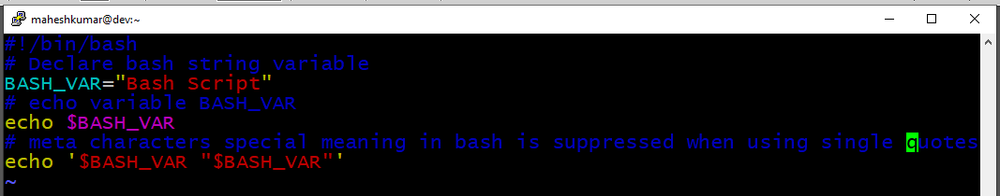 maheshkumar@dev:~
#!/bin/bash
# Declare bash string variable
BASH_VAR="Bash Script"
# echo variable BASH_VAR
echo $BASH_VAR
# meta characters special meaning in bash is suppressed when using single quotes
echo '$BASH_VAR "$BASH_VAR"'
~